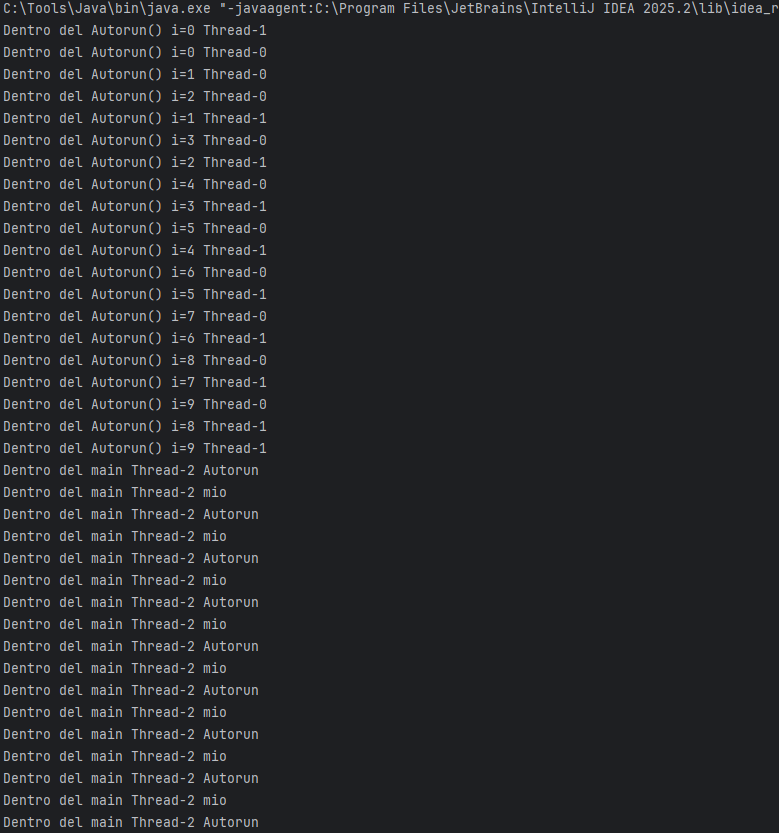 C:\Tools\Java\bin\java.exe "-javaagent:C:\Program Files\JetBrains\IntelliJ IDEA 2025.2\lib\idea_r
Dentro del Autorun() i=0 Thread-1
Dentro del Autorun() i=0 Thread-0
Dentro del Autorun() i=1 Thread-0
Dentro del Autorun() i=2 Thread-0
Dentro del Autorun() i=1 Thread-1
Dentro del Autorun() i=3 Thread-0
Dentro del Autorun() i=2 Thread-1
Dentro del Autorun() i=4 Thread-0
Dentro del Autorun() i=3 Thread-1
Dentro del Autorun() i=5 Thread-0
Dentro del Autorun() i=4 Thread-1
Dentro del Autorun() i=6 Thread-0
Dentro del Autorun() i=5 Thread-1
Dentro del Autorun() i=7 Thread-0
Dentro del Autorun() i=6 Thread-1
Dentro del Autorun() i=8 Thread-0
Dentro del Autorun() i=7 Thread-1
Dentro del Autorun() i=9 Thread-0
Dentro del Autorun() i=8 Thread-1
Dentro del Autorun() i=9 Thread-1
Dentro del main Thread-2 Autorun
Dentro del main Thread-2 mio
Dentro del main Thread-2 Autorun
Dentro del main Thread-2 mio
Dentro del main Thread-2 Autorun
Dentro del main Thread-2 mio
Dentro del main Thread-2 Autorun
Dentro del main Thread-2 mio
Dentro del main Thread-2 Autorun
Dentro del main Thread-2 mio
Dentro del main Thread-2 Autorun
Dentro del main Thread-2 mio
Dentro del main Thread-2 Autorun
Dentro del main Thread-2 mio
Dentro del main Thread-2 Autorun
Dentro del main Thread-2 mio
Dentro del main Thread-2 Autorun